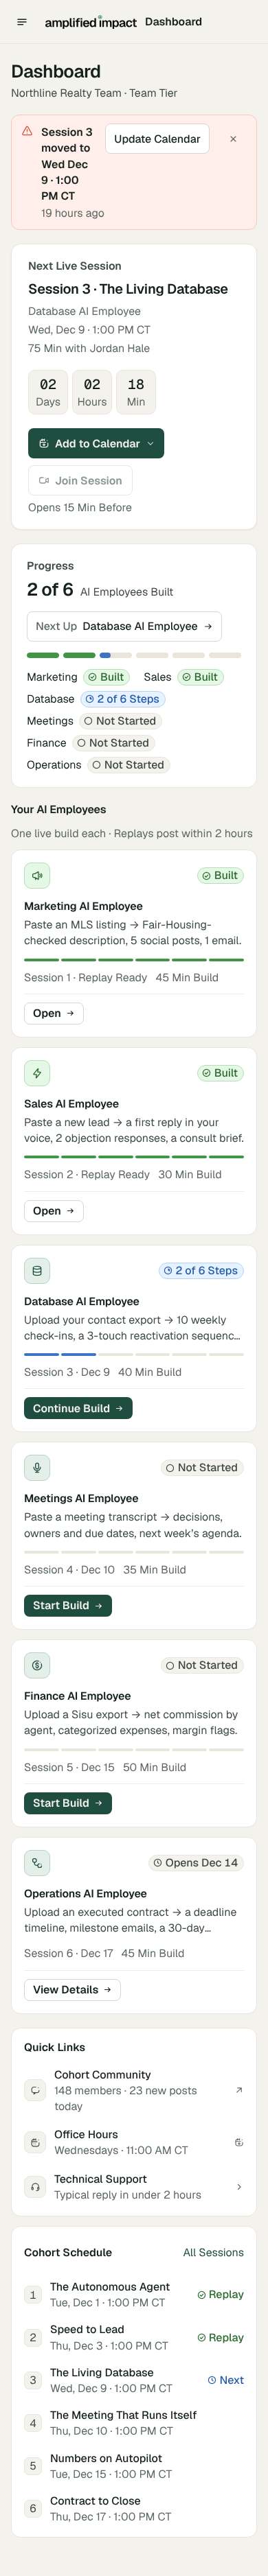 amplified impact Dashboard
Dashboard
Northline Realty Team · Team Tier
Session 3
moved to
Wed Dec
9 · 1:00
PM CT
19 hours ago
Update Calendar
Next Live Session
Session 3 · The Living Database
Database AI Employee
Wed, Dec 9 · 1:00 PM CT
75 Min with Jordan Hale
02 02 18
Days Hours Min
Add to Calendar
Join Session
Opens 15 Min Before
Progress
2 of 6 AI Employees Built
Next Up Database AI Employee →
Marketing Built Sales Built
Database 2 of 6 Steps
Meetings Not Started
Finance Not Started
Operations Not Started
Your AI Employees
One live build each · Replays post within 2 hours
Built
Marketing AI Employee
Paste an MLS listing → Fair-Housing-
checked description, 5 social posts, 1 email.
Session 1 · Replay Ready 45 Min Build
Open →
Built
Sales AI Employee
Paste a new lead → a first reply in your
voice, 2 objection responses, a consult brief.
Session 2 · Replay Ready 30 Min Build
Open →
2 of 6 Steps
Database AI Employee
Upload your contact export → 10 weekly
check-ins, a 3-touch reactivation sequenc...
Session 3 · Dec 9 40 Min Build
Continue Build →
Not Started
Meetings AI Employee
Paste a meeting transcript → decisions,
owners and due dates, next week's agenda.
Session 4 · Dec 10 35 Min Build
Start Build →
Not Started
Finance AI Employee
Upload a Sisu export → net commission by
agent, categorized expenses, margin flags.
Session 5 · Dec 15 50 Min Build
Start Build →
Opens Dec 14
Operations AI Employee
Upload an executed contract → a deadline
timeline, milestone emails, a 30-day...
Session 6 · Dec 17 45 Min Build
View Details →
Quick Links
Cohort Community
148 members · 23 new posts
today
Office Hours
Wednesdays · 11:00 AM CT
Technical Support
Typical reply in under 2 hours
Cohort Schedule All Sessions
1 The Autonomous Agent
Tue, Dec 1 · 1:00 PM CT
Replay
2 Speed to Lead
Thu, Dec 3 · 1:00 PM CT
Replay
3 The Living Database
Wed, Dec 9 · 1:00 PM CT
Next
4 The Meeting That Runs Itself
Thu, Dec 10 · 1:00 PM CT
5 Numbers on Autopilot
Tue, Dec 15 · 1:00 PM CT
6 Contract to Close
Thu, Dec 17 · 1:00 PM CT